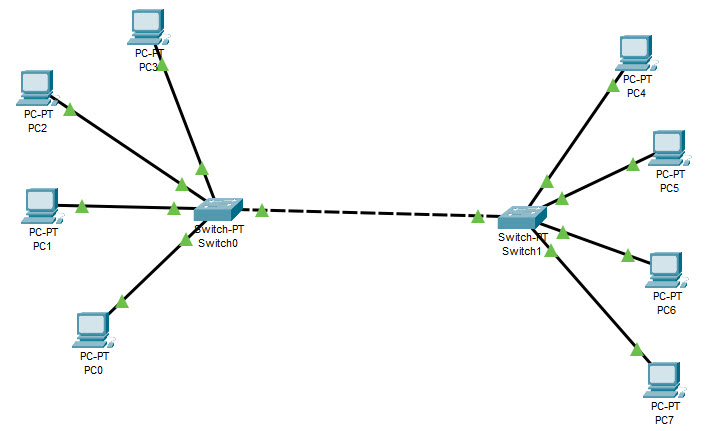 PC-PT
PC3
PC-PT
PC4
PC-PT
PC2
PC-PT
PC5
PC-PT
PC1
Switch-PT
Switch0
Switch-PT
Switch1
PC-PT
PC6
PC-PT
PC0
PC-PT
PC7